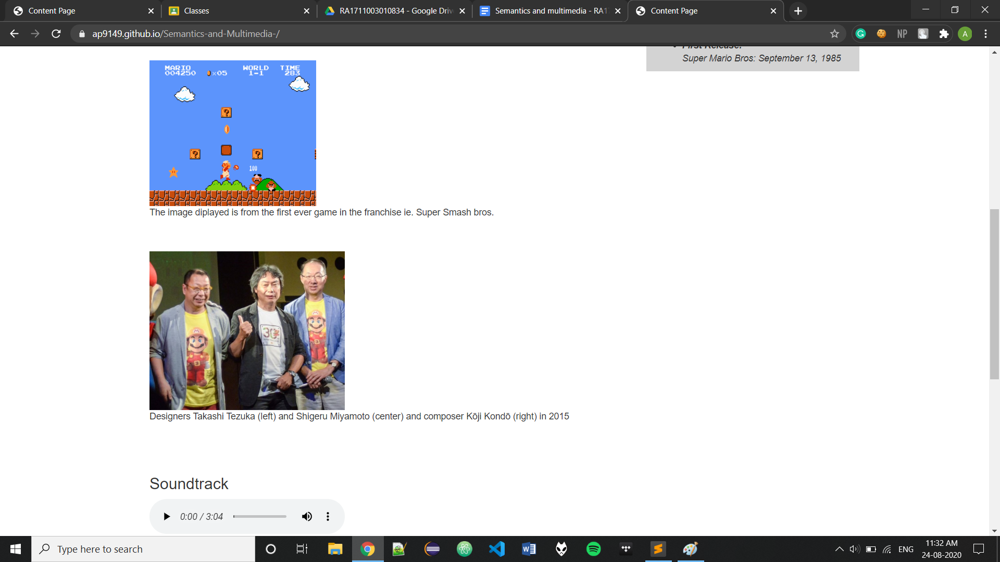 Content Page
Classes
RA1711003010834 - Google Driv
Semantics and multimedia - RA1
Content Page
ap9149.github.io/Semantics-and-Multimedia-/
NP
A
First Release:
Super Mario Bros: September 13, 1985
MARIO WORLD TIME
004250 ×05 1-1 283
?
? ?
100
The image diplayed is from the first ever game in the franchise ie. Super Smash bros.
30
Designers Takashi Tezuka (left) and Shigeru Miyamoto (center) and composer Kōji Kondō (right) in 2015
Soundtrack
0:00 / 3:04
Type here to search
ENG
11:32 AM
24-08-2020